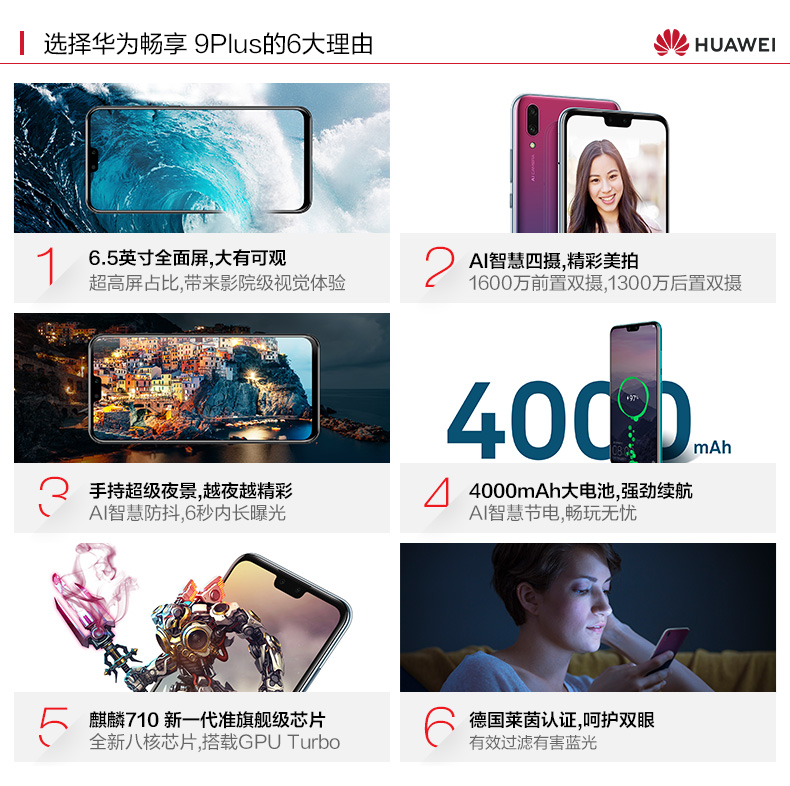 选择华为畅享 9Plus的6大理由
HUAWEI
1
6.5英寸全面屏,大有可观
超高屏占比,带来影院级视觉体验
2
AI智慧四摄,精彩美拍
1600万前置双摄,1300万后置双摄
3
手持超级夜景,越夜越精彩
AI智慧防抖,6秒内长曝光
4000
mAh
97%
4
4000mAh大电池,强劲续航
AI智慧节电,畅玩无忧
5
麒麟710 新一代准旗舰级芯片
全新八核芯片,搭载GPU Turbo
6
德国莱茵认证,呵护双眼
有效过滤有害蓝光